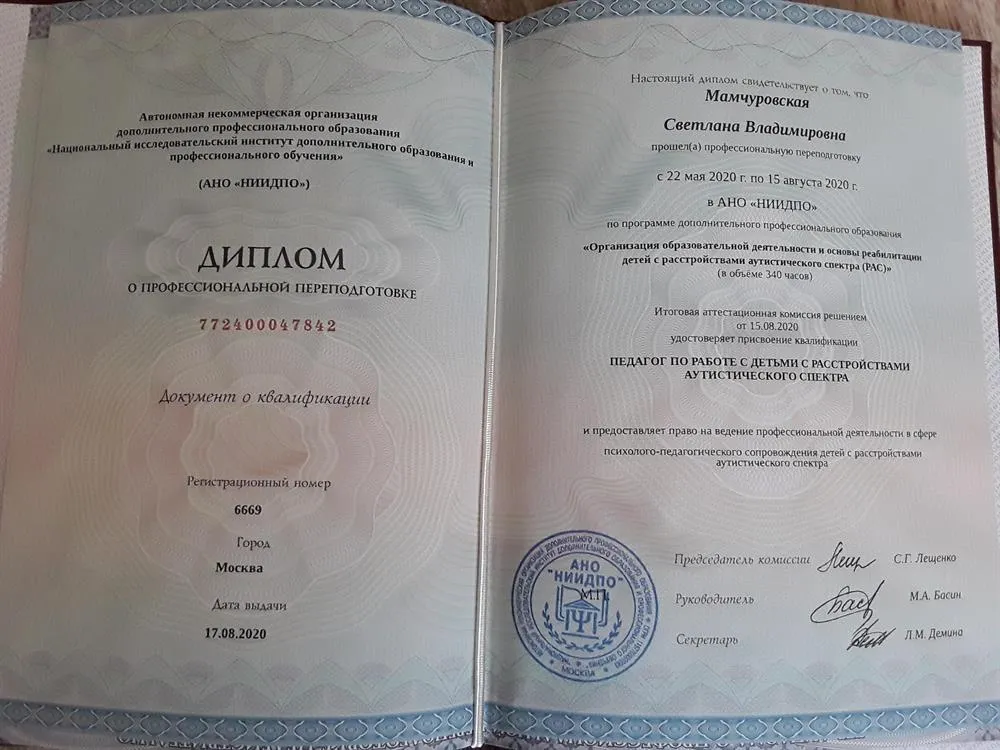 Автономная некоммерческая организация
дополнительного профессионального образования
«Национальный исследовательский институт дополнительного образования и
профессионального обучения»
(АНО «НИИДПО»)
ДИПЛОМ
О ПРОФЕССИОНАЛЬНОЙ ПЕРЕПОДГОТОВКЕ
772400047842
Документ о квалификации
Регистрационный номер
6669
Город
Москва
Дата выдачи
17.08.2020
Настоящий диплом свидетельствует о том, что
Мамчуровская
Светлана Владимировна
прошел(а) профессиональную переподготовку
с 22 мая 2020 г. по 15 августа 2020 г.
в АНО «НИИДПО»
по программе дополнительного профессионального образования
«Организация образовательной деятельности и основы реабилитации
детей с расстройствами аутистического спектра (РАС)»
(в объёме 340 часов)
Итоговая аттестационная комиссия решением
от 15.08.2020
удостоверяет присвоение квалификации
ПЕДАГОГ ПО РАБОТЕ С ДЕТЬМИ С РАССТРОЙСТВАМИ
АУТИСТИЧЕСКОГО СПЕКТРА
и предоставляет право на ведение профессиональной деятельности в сфере
психолого-педагогического сопровождения детей с расстройствами
аутистического спектра
Председатель комиссии С.Г. Лещенко
Руководитель М.А. Басин
Секретарь Л.М. Демина
М.П.
АНО
"НИИДПО"
МОСКВА